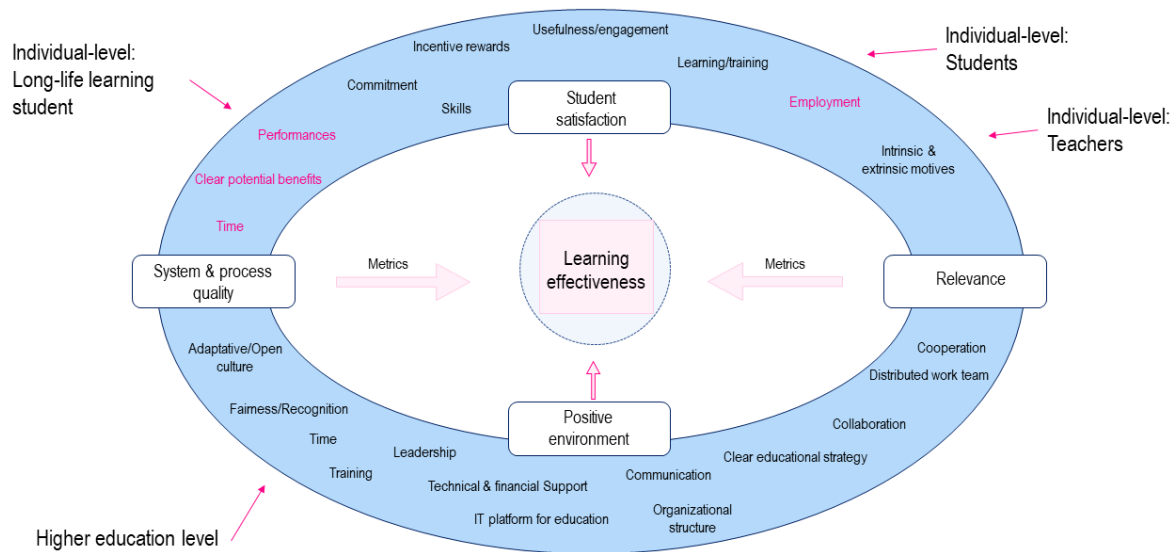 Usefulness/engagement
Incentive rewards
Individual-level:
Long-life learning
student
Individual-level:
Students
Learning/training
Commitment
Skills
Student
satisfaction
Employment
Individual-level:
Teachers
Performances
Intrinsic &
extrinsic motives
Clear potential benefits
Time
System & process
quality
Metrics
Learning
effectiveness
Metrics
Relevance
Adaptative/Open
culture
Cooperation
Distributed work team
Fairness/Recognition
Positive
environment
Collaboration
Time
Leadership
Clear educational strategy
Training
Communication
Technical & financial Support
IT platform for education
Organizational
structure
Higher education level